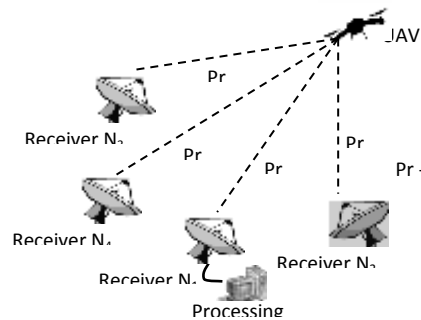 UAV
Pr
Receiver N
Pr
Pr
Pr
Pr -
Receiver N
Receiver N
Receiver N
Processing